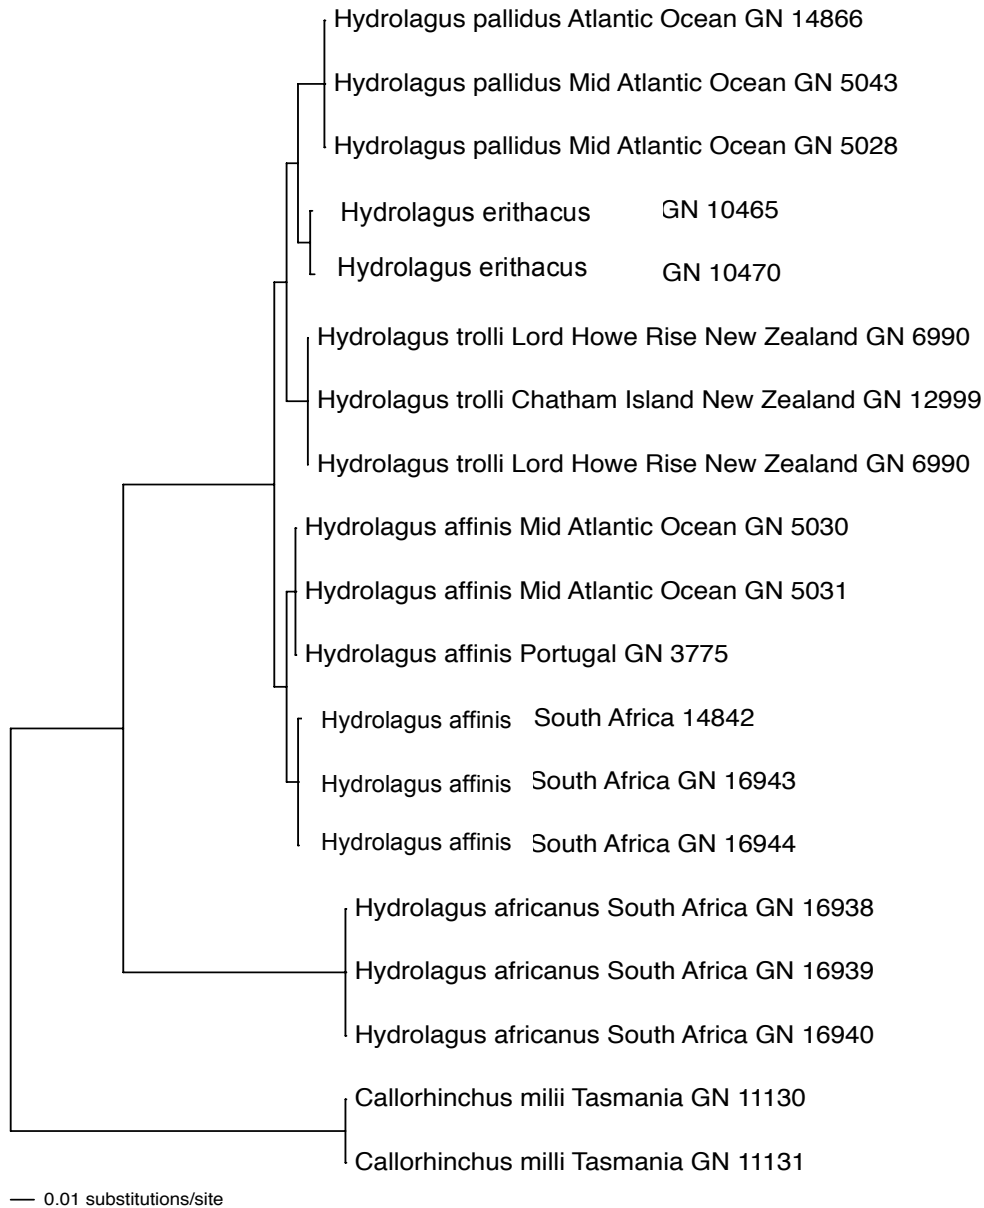 Hydrolagus pallidus Atlantic Ocean GN 14866
Hydrolagus pallidus Mid Atlantic Ocean GN 5043
Hydrolagus pallidus Mid Atlantic Ocean GN 5028
Hydrolagus erithacus GN 10465
Hydrolagus erithacus GN 10470
Hydrolagus trolli Lord Howe Rise New Zealand GN 6990
Hydrolagus trolli Chatham Island New Zealand GN 12999
Hydrolagus trolli Lord Howe Rise New Zealand GN 6990
Hydrolagus affinis Mid Atlantic Ocean GN 5030
Hydrolagus affinis Mid Atlantic Ocean GN 5031
Hydrolagus affinis Portugal GN 3775
Hydrolagus affinis South Africa 14842
Hydrolagus affinis South Africa GN 16943
Hydrolagus affinis South Africa GN 16944
Hydrolagus africanus South Africa GN 16938
Hydrolagus africanus South Africa GN 16939
Hydrolagus africanus South Africa GN 16940
Callorhinchus milii Tasmania GN 11130
Callorhinchus milli Tasmania GN 11131
0.01 substitutions/site